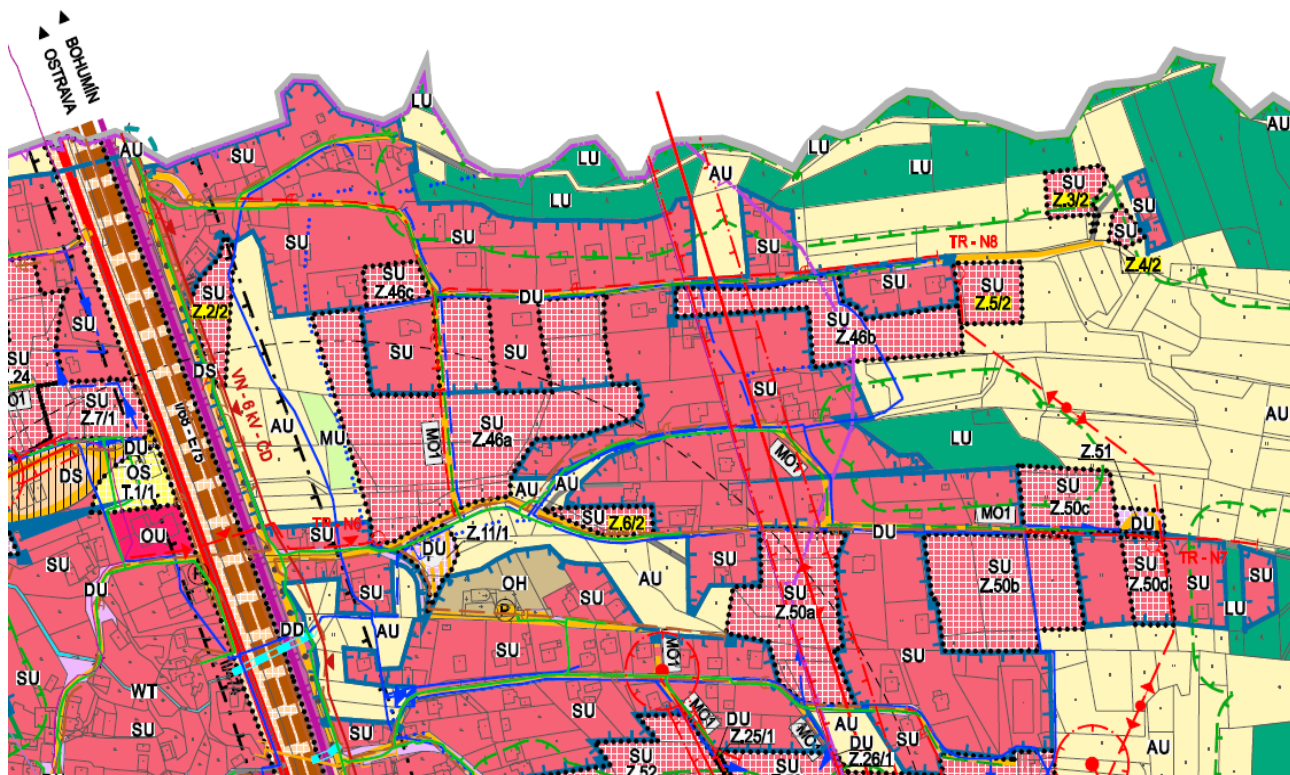 BOHUMÍN
OSTRAVA
AU
SU
LU
LU
LU
LU
LU
AU
AU
SU
SU
LU
SU
Z.3/2
SU
SU
SU
SU
TR - N8
Z.4/2
SU
Z.2/2
SU
Z.46c
DU
SU
SU
Z.5/2
SU
Z.46b
SU
SU
SU
.24
SU
Z.7/1
DS
VN - 6 kV - ČD
AU
MU
MO1
SU
Z.46a
SU
MO1
LU
AU
Z.51
DU
OS
T.1/1
DS
OU
TR - N6
SU
AU
AU
SU
Z.6/2
Z.11/1
DU
DU
MO1
SU
Z.50c
DU
TR - N7
SU
DU
SU
OH
SU
AU
SU
SU
Z.50a
SU
Z.50b
SU
Z.50d
SU
LU
SU
DD
AU
SU
WT
SU
SU
SU
MO1
SU
SU
MO1
DU
Z.25/1
MO1
AU
DU
Z.26/1
SU
SU
AU
SU
Z.52